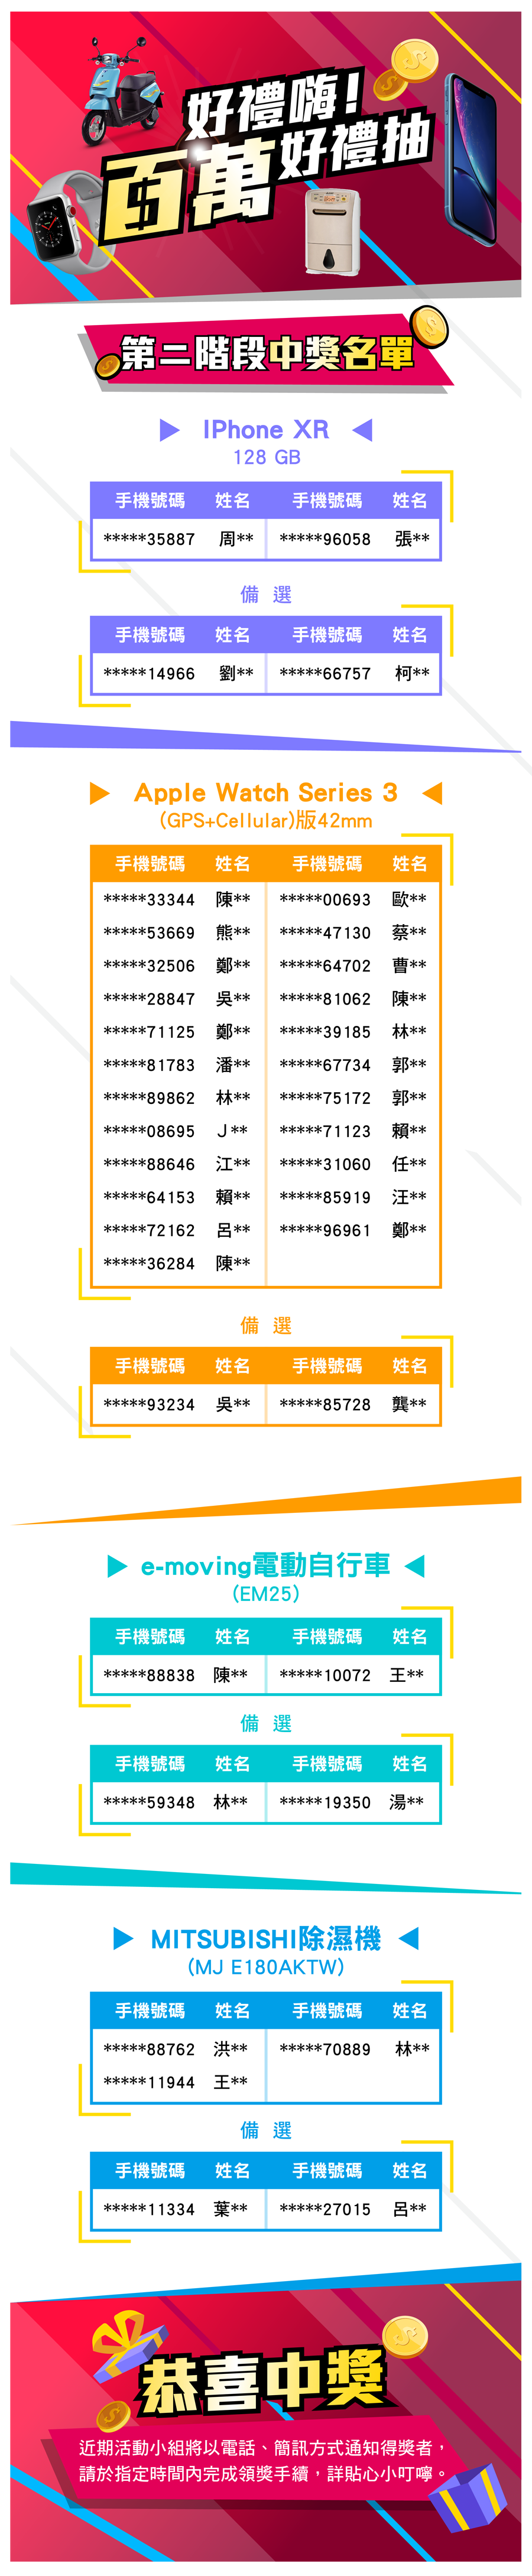 好禮嗨!
百萬好禮抽
第二階段中獎名單
IPhone XR
128 GB
手機號碼 姓名 手機號碼 姓名
*****35887 周** *****96058 張**
備 選
手機號碼 姓名 手機號碼 姓名
*****14966 劉** *****66757 柯**
Apple Watch Series 3
(GPS+Cellular)版42mm
手機號碼 姓名 手機號碼 姓名
*****33344 陳** *****00693 歐**
*****53669 熊** *****47130 蔡**
*****32506 鄭** *****64702 曹**
*****28847 吳** *****81062 陳**
*****71125 鄭** *****39185 林**
*****81783 潘** *****67734 郭**
*****89862 林** *****75172 郭**
*****08695 J** *****71123 賴**
*****88646 江** *****31060 任**
*****64153 賴** *****85919 汪**
*****72162 呂** *****96961 鄭**
*****36284 陳**
備 選
手機號碼 姓名 手機號碼 姓名
*****93234 吳** *****85728 龔**
e-moving電動自行車
(EM25)
手機號碼 姓名 手機號碼 姓名
*****88838 陳** *****10072 王**
備 選
手機號碼 姓名 手機號碼 姓名
*****59348 林** *****19350 湯**
MITSUBISHI除濕機
(MJ E180AKTW)
手機號碼 姓名 手機號碼 姓名
*****88762 洪** *****70889 林**
*****11944 王**
備 選
手機號碼 姓名 手機號碼 姓名
*****11334 葉** *****27015 呂**
恭喜中獎
近期活動小組將以電話、簡訊方式通知得獎者，
請於指定時間內完成領獎手續，詳貼心小叮嚀。